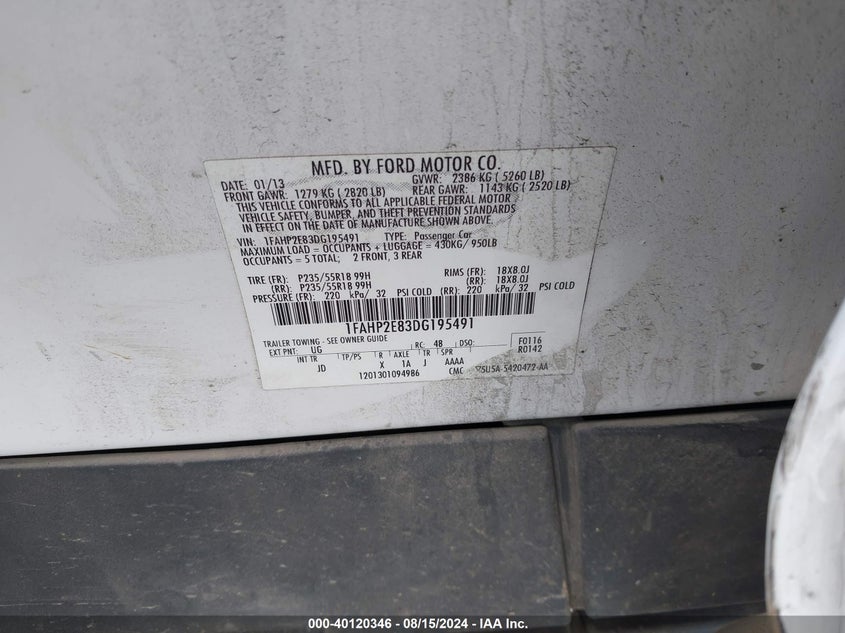 MFD. BY FORD MOTOR CO.
DATE: 01/13 GVWR: 2386 KG ( 5260 LB)
FRONT GAWR: 1279 KG ( 2820 LB) REAR GAWR: 1143 KG ( 2520 LB)
THIS VEHICLE CONFORMS TO ALL APPLICABLE FEDERAL MOTOR
VEHICLE SAFETY, BUMPER, AND THEFT PREVENTION STANDARDS
IN EFFECT ON THE DATE OF MANUFACTURE SHOWN ABOVE.
VIN: 1FAHP2E83DG195491 TYPE: Passenger Car
MAXIMUM LOAD = OCCUPANTS + LUGGAGE = 430KG/ 950LB
OCCUPANTS = 5 TOTAL; 2 FRONT, 3 REAR
TIRE (FR): P235/55R18 99H RIMS (FR): 18X8.0J
(RR): P235/55R18 99H (RR): 18X8.0J
PRESSURE (FR): 220 kPa/ 32 PSI COLD (RR): 220 kPa/ 32 PSI COLD
1FAHP2E83DG195491
TRAILER TOWING - SEE OWNER GUIDE F0116
EXT PNT: UG RC: 48 DSO: R0142
INT TR TP/PS R AXLE TR SPR
JD X 1A J AAAA
1201301094986 CMC 5U5A-5420472-AA
000-40120346 - 08/15/2024 - IAA Inc.